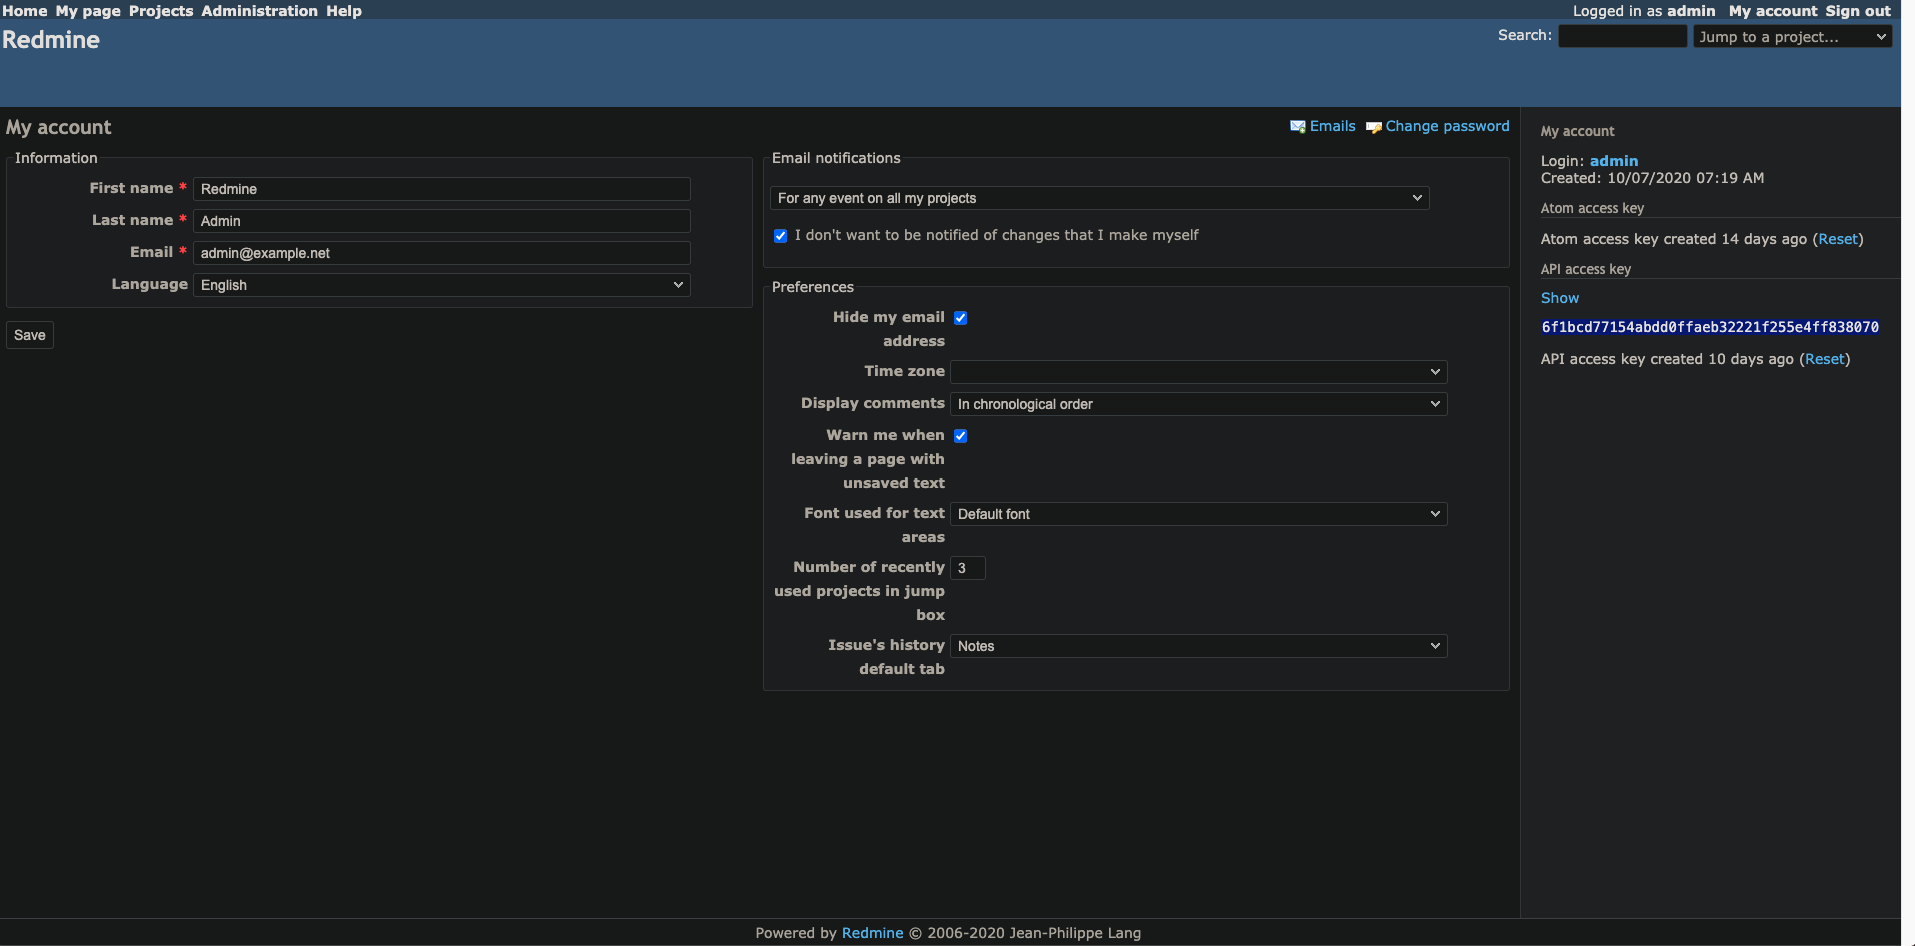 Home My page Projects Administration Help
Logged in as admin My account Sign out
Redmine
Search:
Jump to a project...
My account
Emails Change password
Information
First name * Redmine
Last name * Admin
Email * admin@example.net
Language English
Save
Email notifications
For any event on all my projects
I don't want to be notified of changes that I make myself
Preferences
Hide my email
address
Time zone
Display comments In chronological order
Warn me when
leaving a page with
unsaved text
Font used for text Default font
areas
Number of recently 3
used projects in jump
box
Issue's history Notes
default tab
My account
Login: admin
Created: 10/07/2020 07:19 AM
Atom access key
Atom access key created 14 days ago (Reset)
API access key
Show
6f1bcd77154abdd0ffaeb32221f255e4ff838070
API access key created 10 days ago (Reset)
Powered by Redmine © 2006-2020 Jean-Philippe Lang